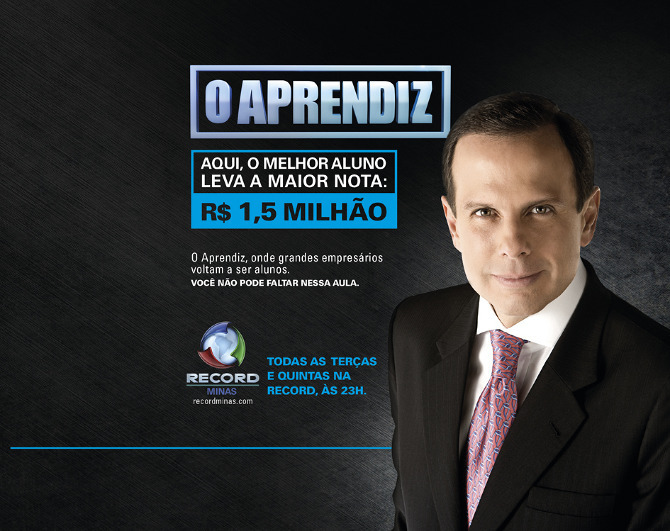 O APRENDIZ
AQUI, O MELHOR ALUNO
LEVA A MAIOR NOTA:
R$ 1,5 MILHÃO
O Aprendiz, onde grandes empresários
voltam a ser alunos.
VOCÊ NÃO PODE FALTAR NESSA AULA.
RECORD
MINAS
recordminas.com
TODAS AS TERÇAS
E QUINTAS NA
RECORD, ÀS 23H.